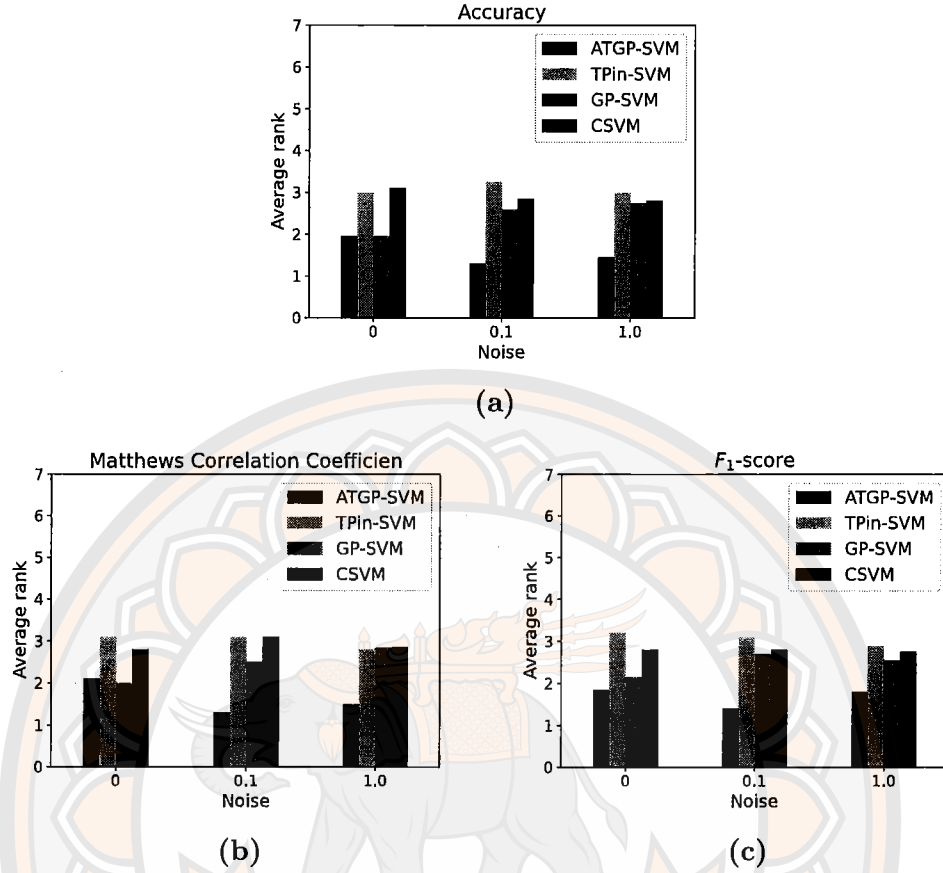 Accuracy
7
6
5
4
3
2
1
0
Average rank
ATGP-SVM
TPin-SVM
GP-SVM
CSVM
0
0.1
1.0
Noise
(a)
Matthews Correlation Coefficien
7
6
5
4
3
2
1
0
Average rank
ATGP-SVM
TPin-SVM
GP-SVM
CSVM
0
0.1
1.0
Noise
(b)
F₁-score
7
6
5
4
3
2
1
0
Average rank
ATGP-SVM
TPin-SVM
GP-SVM
CSVM
0
0.1
1.0
Noise
(c)